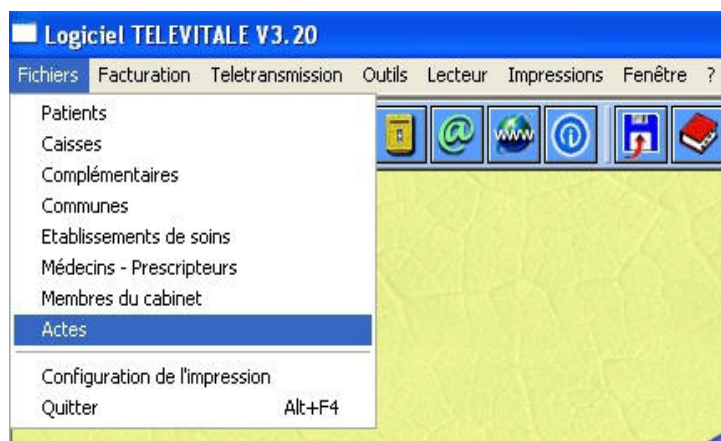 Logiciel TELEVITALE V3.20
Fichiers Facturation Teletransmission Outils Lecteur Impressions Fenêtre ?
Patients
Caisses
Complémentaires
Communes
Etablissements de soins
Médecins - Prescripteurs
Membres du cabinet
Actes
Configuration de l'impression
Quitter Alt+F4
@
www
i